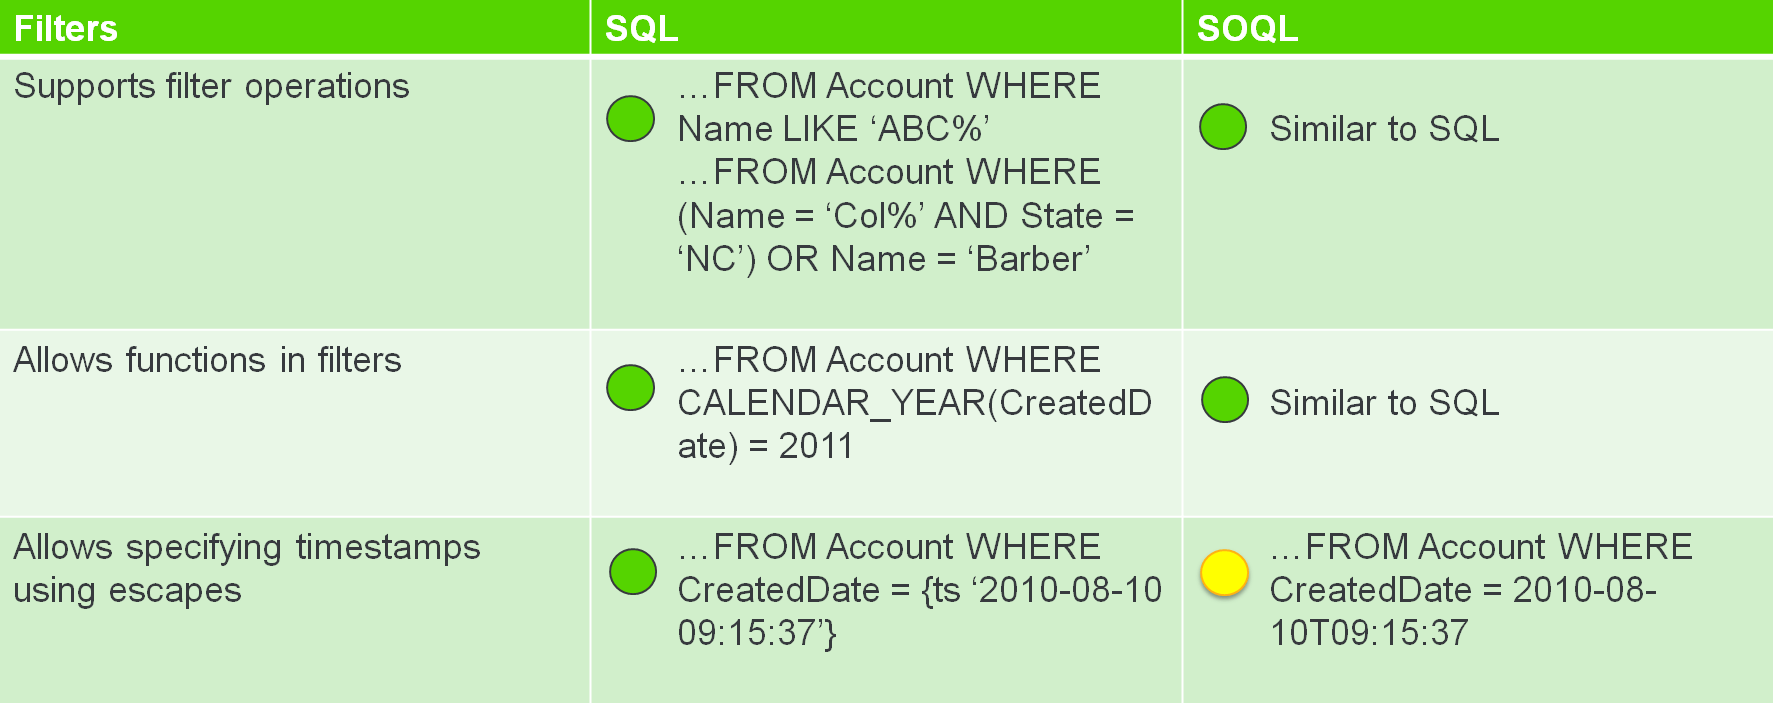 Filters
SQL
SOQL
Supports filter operations
…FROM Account WHERE
Name LIKE ‘ABC%’
…FROM Account WHERE
(Name = ‘Col%’ AND State =
‘NC’) OR Name = ‘Barber’
Similar to SQL
Allows functions in filters
…FROM Account WHERE
CALENDAR_YEAR(CreatedD
ate) = 2011
Similar to SQL
Allows specifying timestamps
using escapes
…FROM Account WHERE
CreatedDate = {ts ‘2010-08-10
09:15:37’}
…FROM Account WHERE
CreatedDate = 2010-08-
10T09:15:37